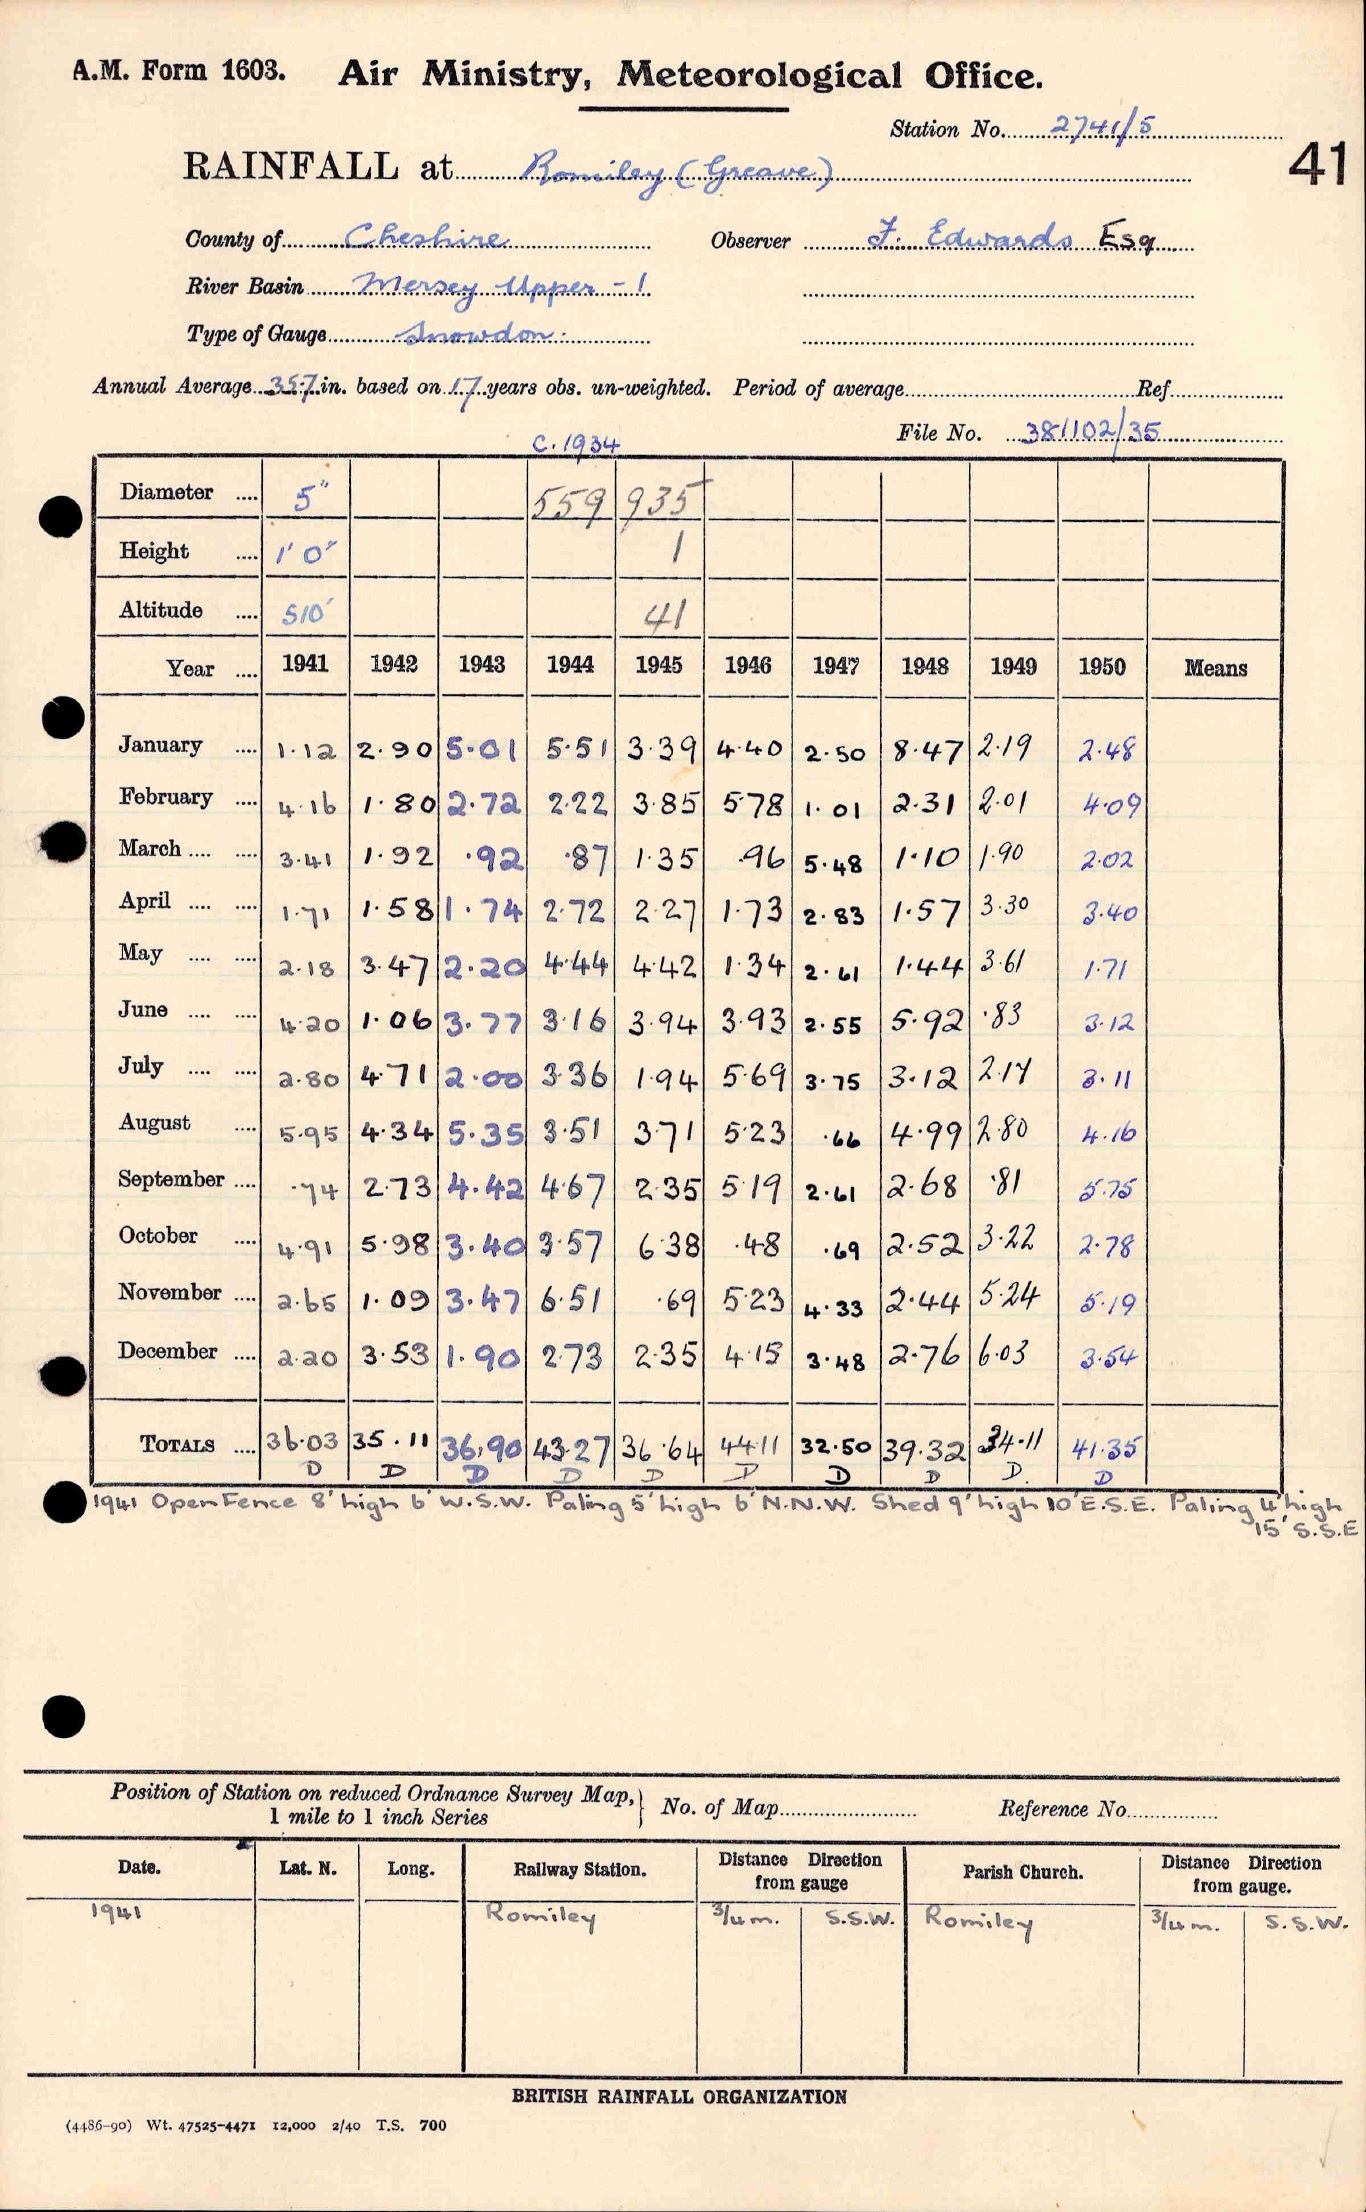 A.M. Form 1603. Air Ministry, Meteorological Office.
Station No. 2741/5
41
RAINFALL at Romiley (Greave)
County of Cheshire Observer F. Edwards Esq
River Basin Mersey Upper - 1
Type of Gauge Snowdon
Annual Average 35.7 in. based on 17 years obs. un-weighted. Period of average Ref
File No. 381102/35
C. 1934
Diameter 5" 559 935
Height 1' 0" 1
Altitude 510' 41
Year 1941 1942 1943 1944 1945 1946 1947 1948 1949 1950 Means
January 1.12 2.90 5.01 5.51 3.39 4.40 2.50 8.47 2.19 2.48
February 4.16 1.80 2.72 2.22 3.85 5.78 1.01 2.31 2.01 4.09
March 3.41 1.92 .92 .87 1.35 .96 5.48 1.10 1.90 2.02
April 1.71 1.58 1.74 2.72 2.27 1.73 2.83 1.57 3.30 3.40
May 2.18 3.47 2.20 4.44 4.42 1.34 2.61 1.44 3.61 1.71
June 4.20 1.06 3.77 3.16 3.94 3.93 2.55 5.92 .83 3.12
July 2.80 4.71 2.00 3.36 1.94 5.69 3.75 3.12 2.17 3.11
August 5.95 4.34 5.35 3.51 3.71 5.23 .66 4.99 2.80 4.16
September .74 2.73 4.42 4.67 2.35 5.19 2.61 2.68 .81 5.75
October 4.91 5.98 3.40 3.57 6.38 .48 .69 2.52 3.22 2.78
November 2.65 1.09 3.47 6.51 .69 5.23 4.33 2.44 5.24 5.19
December 2.20 3.53 1.90 2.73 2.35 4.15 3.48 2.76 6.03 3.54
TOTALS 36.03 35.11 36.90 43.27 36.64 44.11 32.50 39.32 34.11 41.35
D D D D D D D D D. D
1941 Open Fence 8' high 6' W.S.W. Paling 5' high 6' N.N.W. Shed 9' high 10' E.S.E. Paling 4' high
15' S.S.E
Position of Station on reduced Ordnance Survey Map, } No. of Map Reference No
1 mile to 1 inch Series
Date. Lat. N. Long. Railway Station. Distance Direction from gauge Parish Church. Distance Direction from gauge.
1941 Romiley 3/4 m. S.S.W. Romiley 3/4 m. S.S.W.
BRITISH RAINFALL ORGANIZATION
(4486-90) Wt. 47525-4471 12,000 2/40 T.S. 700